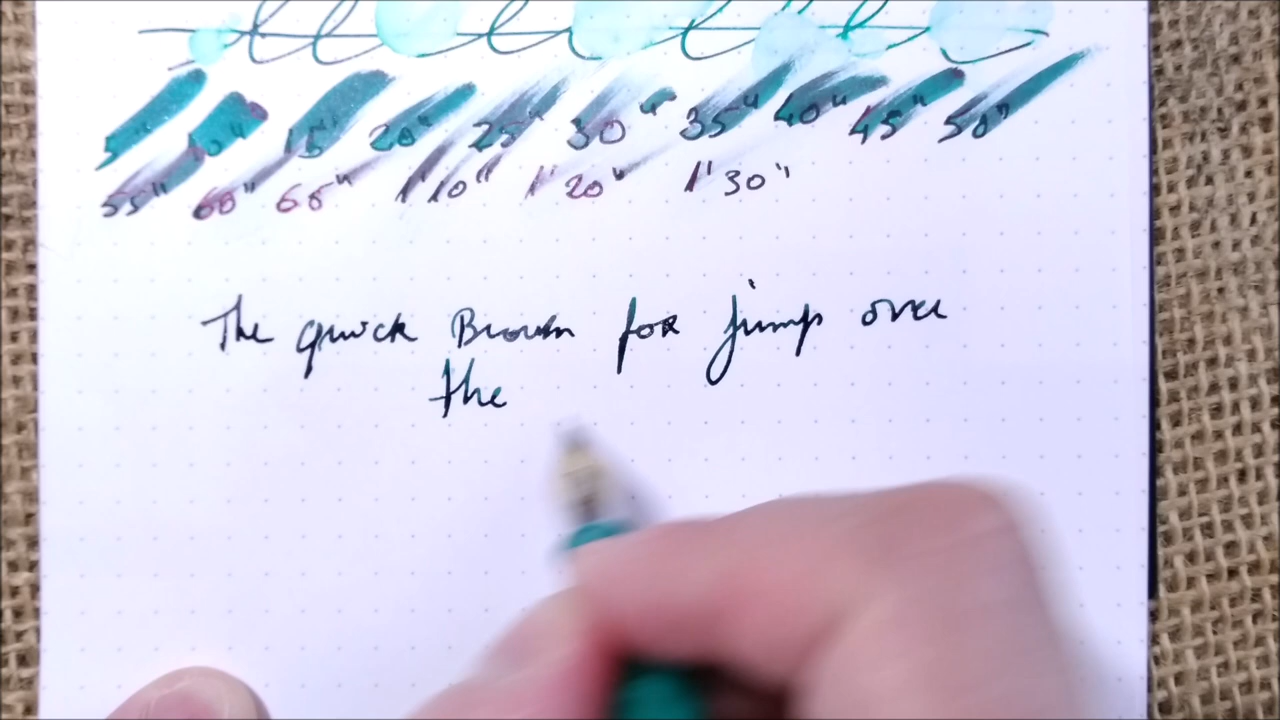 5" 10" 15" 20" 25" 30" 35" 40" 45" 50"
55" 60" 65" 1'10" 1'20" 1'30"
The quick Brown fox jump over
the